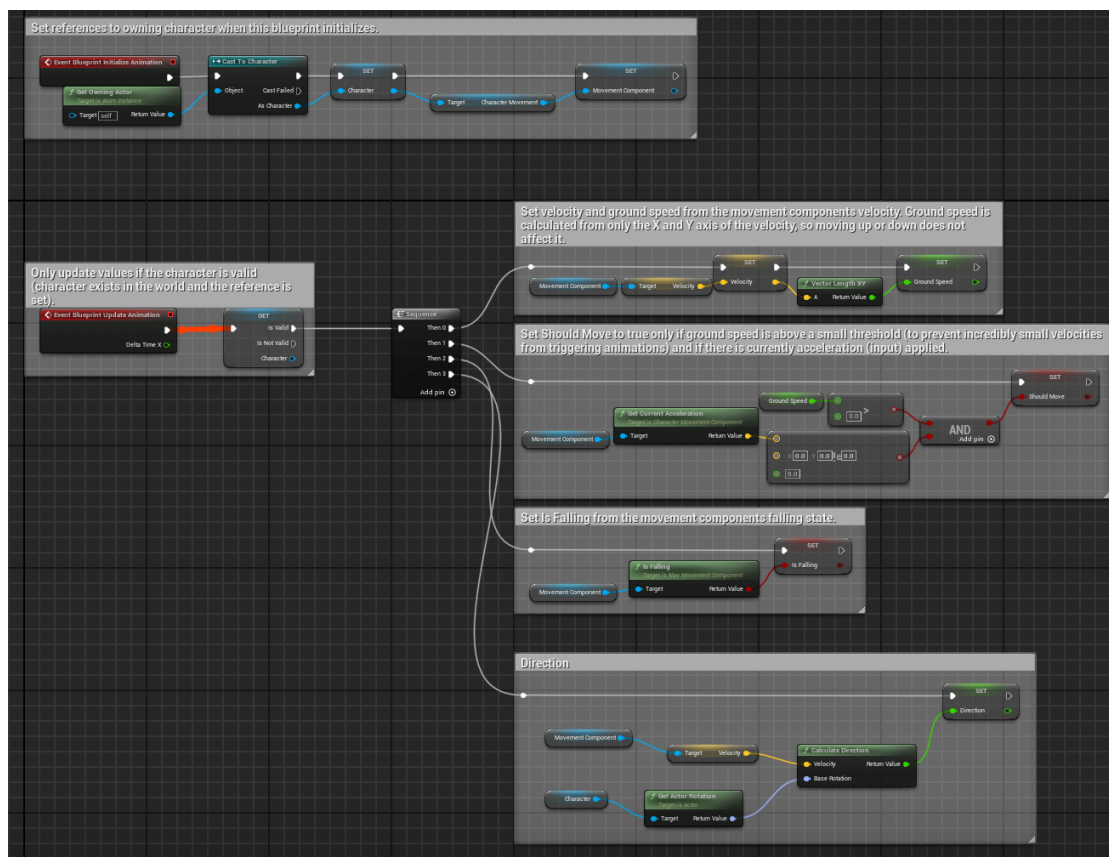 Set references to owning character when this blueprint initializes.
Event Blueprint Initialize Animation
Get Owning Actor
Target is Anim Instance
Target self Return Value
Cast To Character
Object Cast Failed
As Character
SET
Character
Target Character Movement
SET
Movement Component
Only update values if the character is valid
(character exists in the world and the reference is
set).
Event Blueprint Update Animation
Delta Time X
GET
Is Valid
Is Not Valid
Character
Sequence
Then 0
Then 1
Then 2
Then 3
Add pin
Set velocity and ground speed from the movement components velocity. Ground speed is
calculated from only the X and Y axis of the velocity, so moving up or down does not
affect it.
Movement Component
Target Velocity
SET
Velocity
Vector Length XY
A Return Value
SET
Ground Speed
Set Should Move to true only if ground speed is above a small threshold (to prevent incredibly small velocities
from triggering animations) and if there is currently acceleration (input) applied.
Movement Component
Get Current Acceleration
Target is Character Movement Component
Target Return Value
Ground Speed
>
3.0
X 0.0 Y 0.0 0.0
0.0
AND
Add pin
SET
Should Move
Set Is Falling from the movement components falling state.
Movement Component
Is Falling
Target is Nav Movement Component
Target Return Value
SET
Is Falling
Direction
Movement Component
Target Velocity
Character
Get Actor Rotation
Target is Actor
Target Return Value
Calculate Direction
Velocity Return Value
Base Rotation
SET
Direction